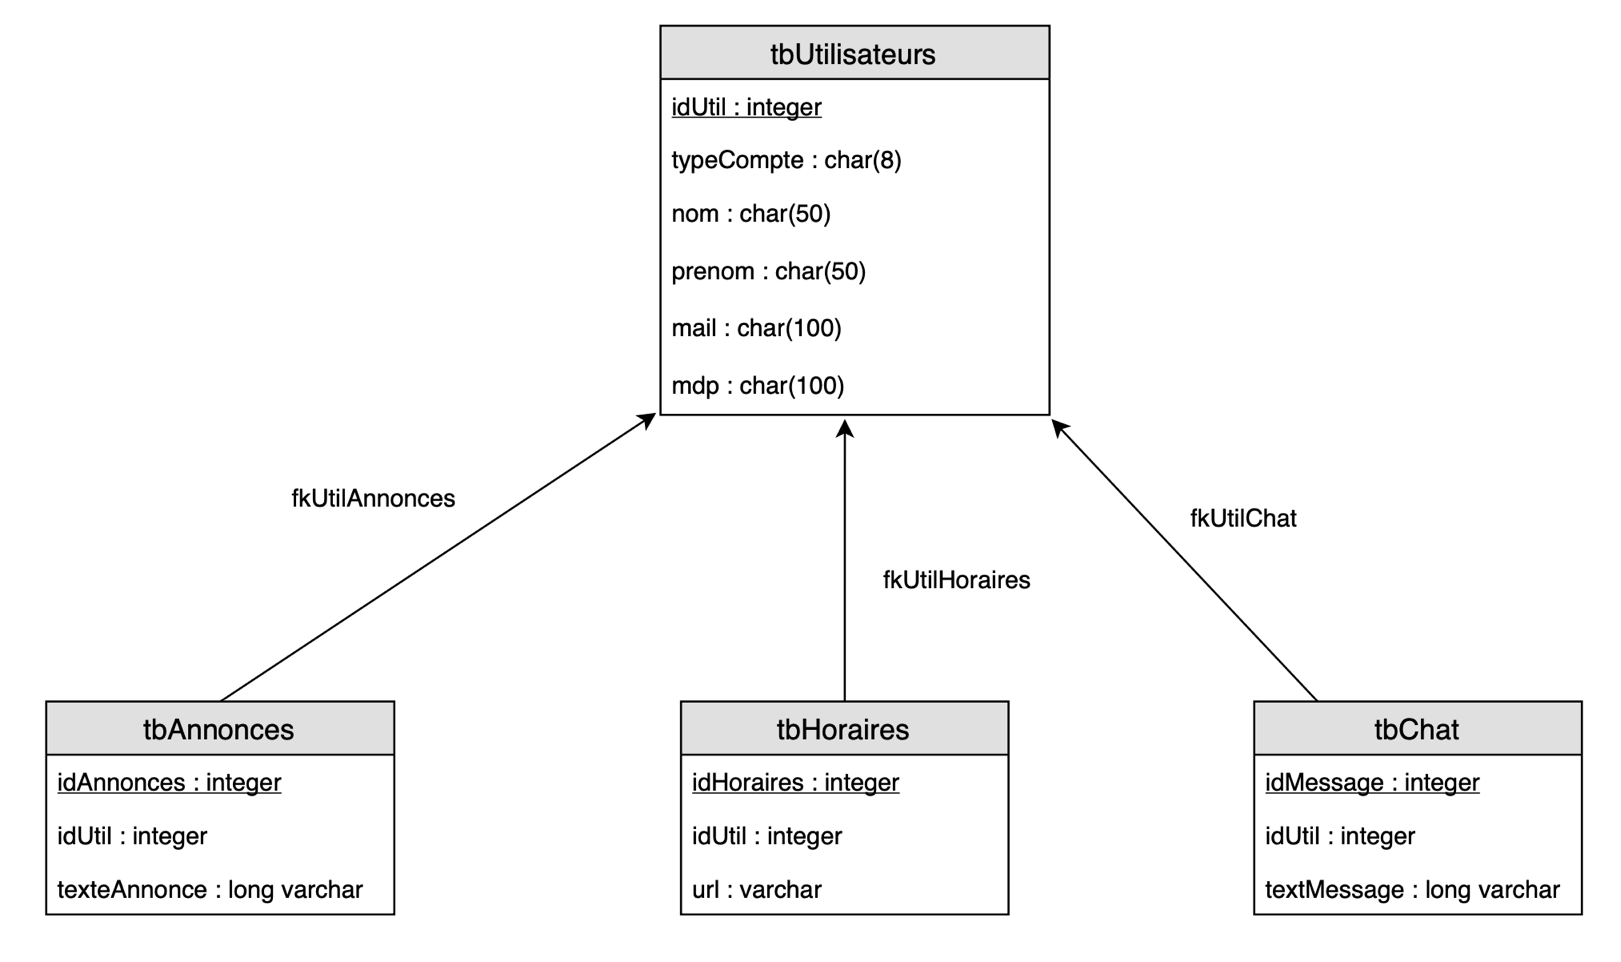 tbUtilisateurs
idUtil : integer
typeCompte : char(8)
nom : char(50)
prenom : char(50)
mail : char(100)
mdp : char(100)
fkUtilAnnonces
fkUtilHoraires
fkUtilChat
tbAnnonces
idAnnonces : integer
idUtil : integer
texteAnnonce : long varchar
tbHoraires
idHoraires : integer
idUtil : integer
url : varchar
tbChat
idMessage : integer
idUtil : integer
textMessage : long varchar